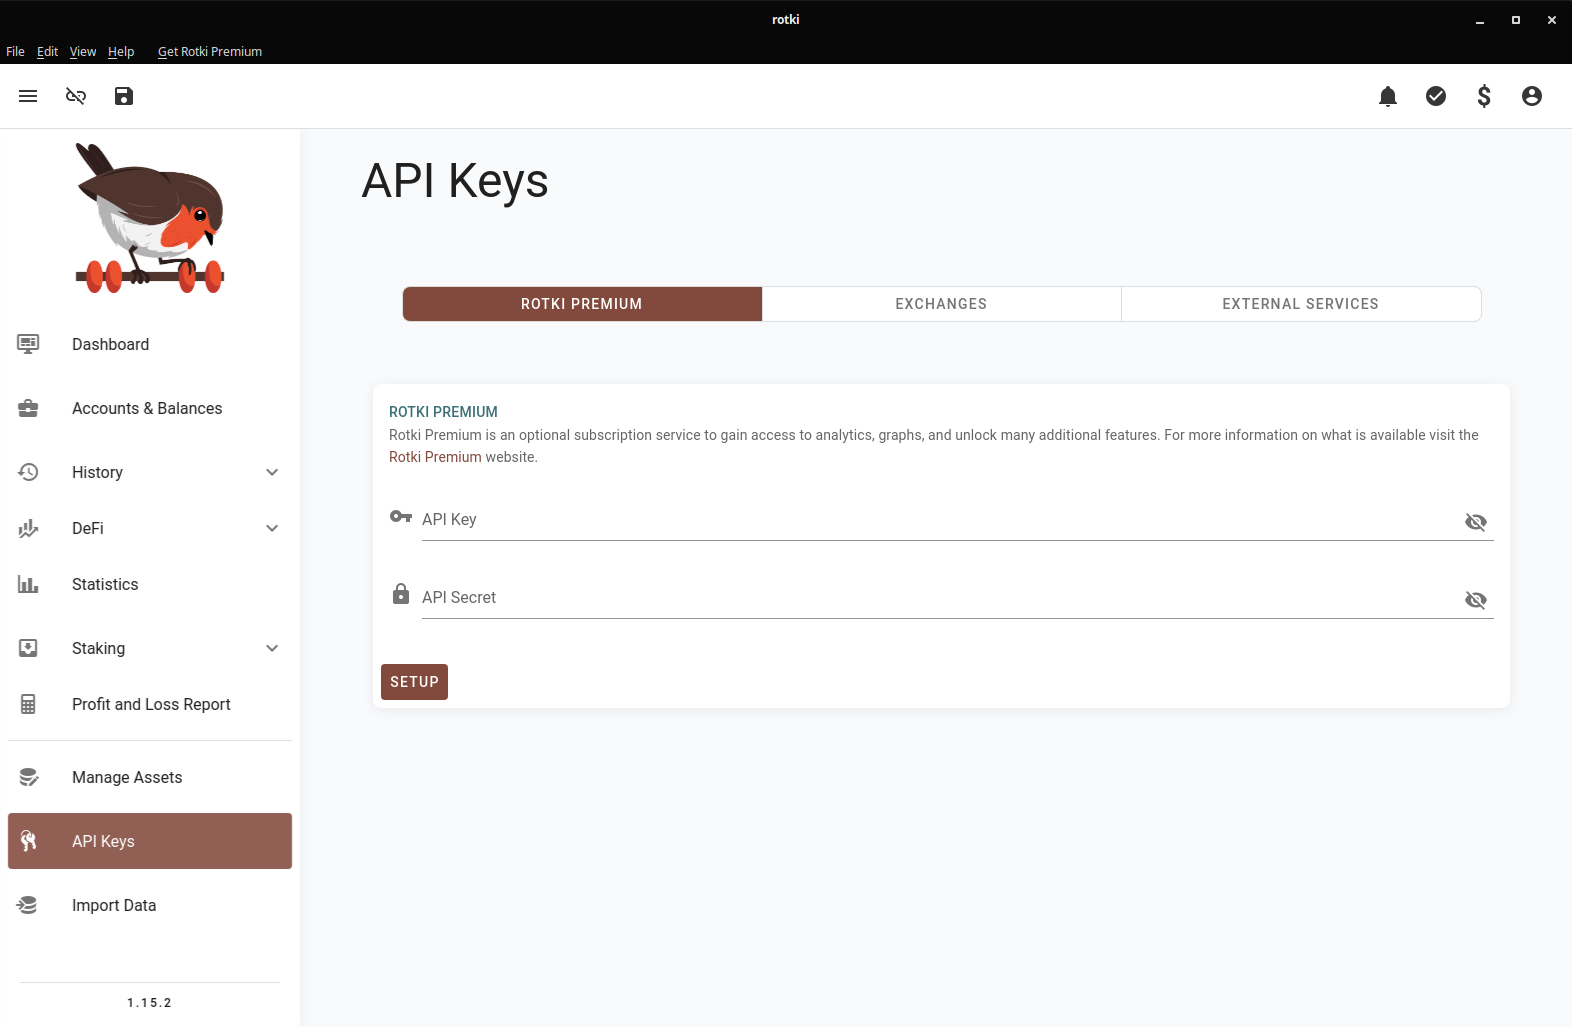 rotki
File Edit View Help Get Rotki Premium
API Keys
ROTKI PREMIUM EXCHANGES EXTERNAL SERVICES
ROTKI PREMIUM
Rotki Premium is an optional subscription service to gain access to analytics, graphs, and unlock many additional features. For more information on what is available visit the
Rotki Premium website.
API Key
API Secret
SETUP
Dashboard
Accounts & Balances
History
DeFi
Statistics
Staking
Profit and Loss Report
Manage Assets
API Keys
Import Data
1.15.2